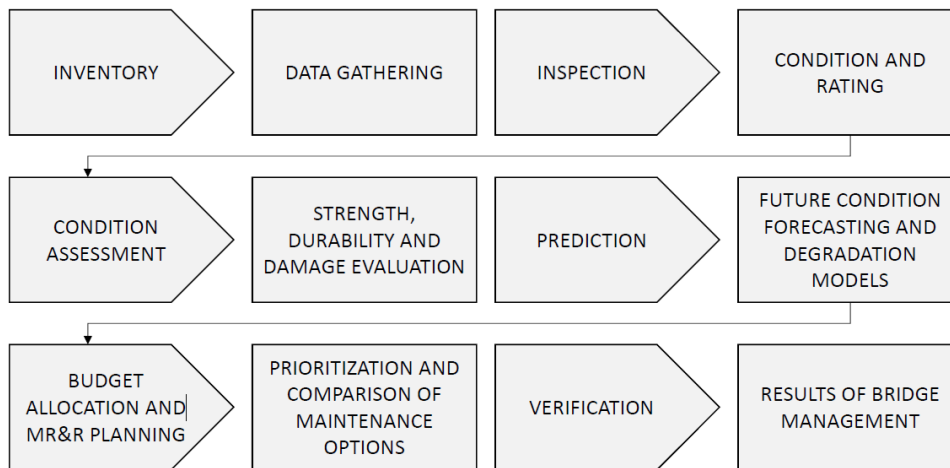 INVENTORY
DATA GATHERING
INSPECTION
CONDITION AND
RATING
CONDITION
ASSESSMENT
STRENGTH,
DURABILITY AND
DAMAGE EVALUATION
PREDICTION
FUTURE CONDITION
FORECASTING AND
DEGRADATION
MODELS
BUDGET
ALLOCATION AND
MR&R PLANNING
PRIORITIZATION AND
COMPARISON OF
MAINTENANCE
OPTIONS
VERIFICATION
RESULTS OF BRIDGE
MANAGEMENT